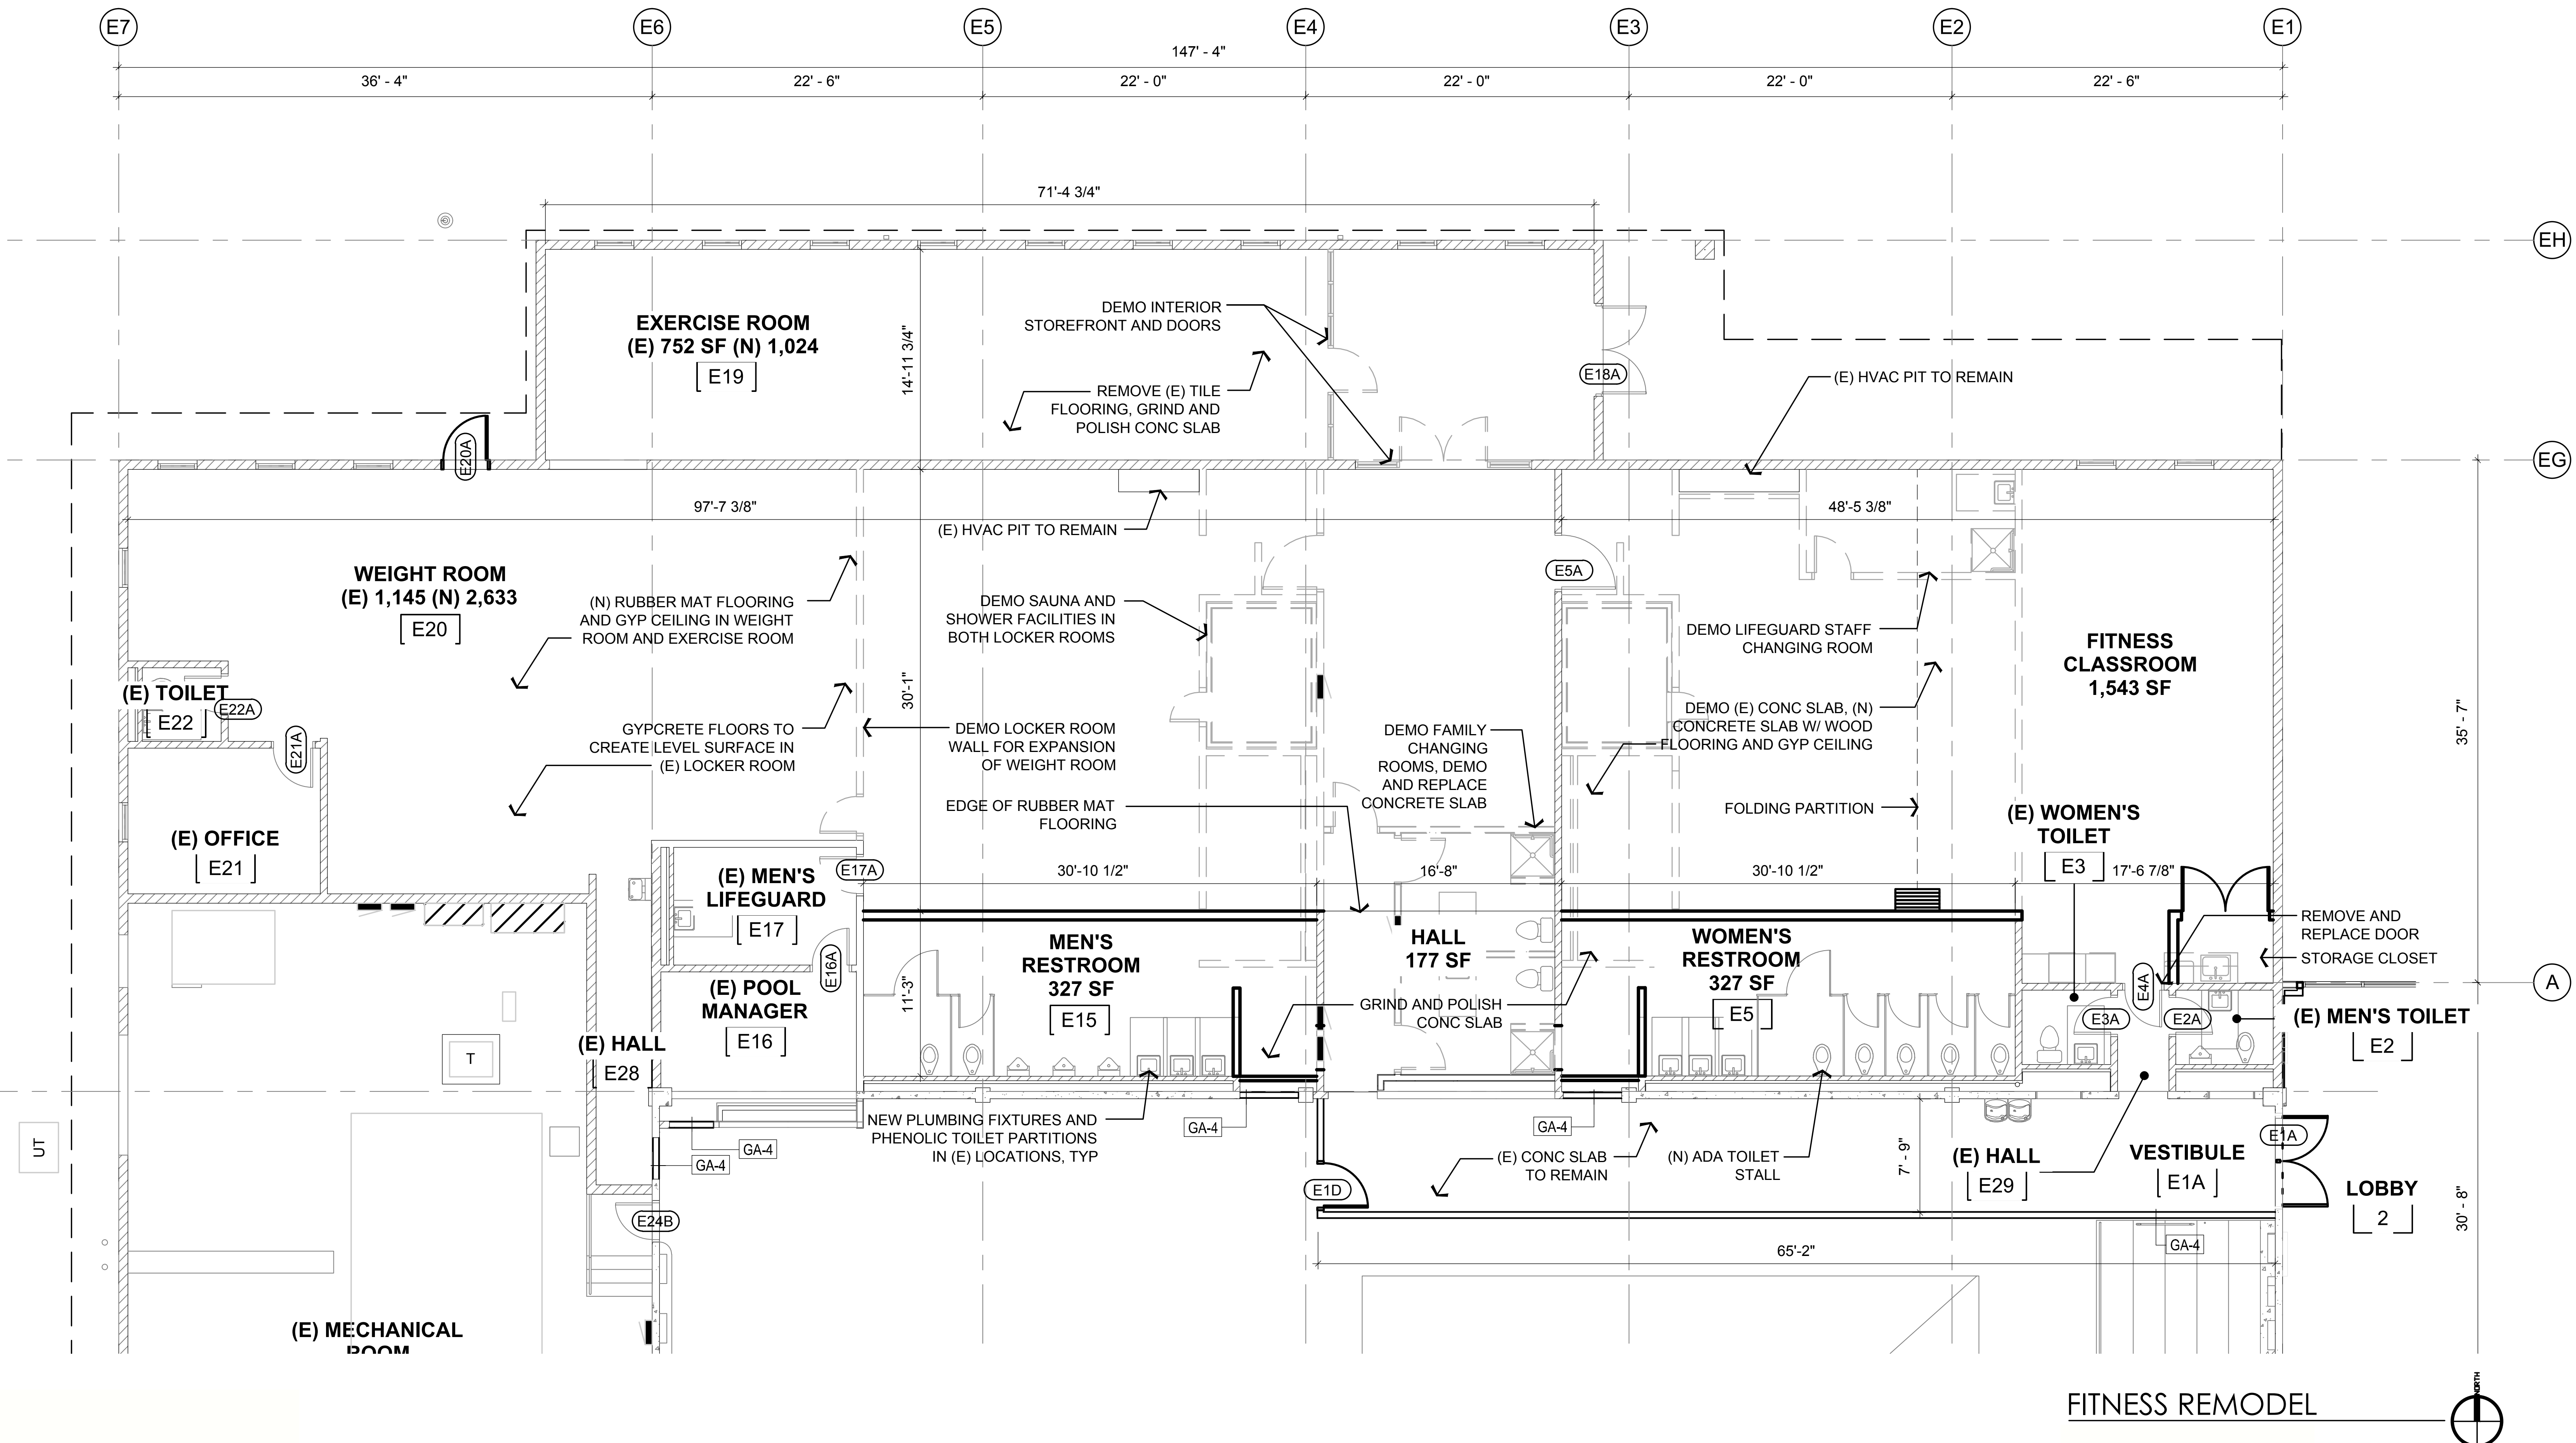 E7
E6
E5
E4
E3
E2
E1
147' - 4"
36' - 4"
22' - 6"
22' - 0"
22' - 0"
22' - 0"
22' - 6"
71'-4 3/4"
EH
EXERCISE ROOM
(E) 752 SF (N) 1,024
E19
14'-11 3/4"
DEMO INTERIOR
STOREFRONT AND DOORS
REMOVE (E) TILE
FLOORING, GRIND AND
POLISH CONC SLAB
E18A
(E) HVAC PIT TO REMAIN
E20A
EG
97'-7 3/8"
48'-5 3/8"
(E) HVAC PIT TO REMAIN
E5A
WEIGHT ROOM
(E) 1,145 (N) 2,633
E20
(N) RUBBER MAT FLOORING
AND GYP CEILING IN WEIGHT
ROOM AND EXERCISE ROOM
DEMO SAUNA AND
SHOWER FACILITIES IN
BOTH LOCKER ROOMS
DEMO LIFEGUARD STAFF
CHANGING ROOM
FITNESS
CLASSROOM
1,543 SF
(E) TOILET
E22
E22A
30'-1"
DEMO (E) CONC SLAB, (N)
CONCRETE SLAB W/ WOOD
FLOORING AND GYP CEILING
35' - 7"
E21A
GYPCRETE FLOORS TO
CREATE LEVEL SURFACE IN
(E) LOCKER ROOM
DEMO LOCKER ROOM
WALL FOR EXPANSION
OF WEIGHT ROOM
DEMO FAMILY
CHANGING
ROOMS, DEMO
AND REPLACE
CONCRETE SLAB
EDGE OF RUBBER MAT
FLOORING
FOLDING PARTITION
(E) WOMEN'S
TOILET
E3
(E) OFFICE
E21
(E) MEN'S
LIFEGUARD
E17
E17A
30'-10 1/2"
16'-8"
30'-10 1/2"
17'-6 7/8"
REMOVE AND
REPLACE DOOR
STORAGE CLOSET
MEN'S
RESTROOM
327 SF
E15
HALL
177 SF
WOMEN'S
RESTROOM
327 SF
E5
E16A
(E) POOL
MANAGER
E16
11'-3"
GRIND AND POLISH
CONC SLAB
E4A
A
E3A
E2A
(E) MEN'S TOILET
E2
(E) HALL
E28
T
UT
NEW PLUMBING FIXTURES AND
PHENOLIC TOILET PARTITIONS
IN (E) LOCATIONS, TYP
GA-4
GA-4
GA-4
GA-4
E1A
(E) CONC SLAB
TO REMAIN
(N) ADA TOILET
STALL
7' - 9"
(E) HALL
E29
VESTIBULE
E1A
E1D
LOBBY
2
30' - 8"
E24B
GA-4
65'-2"
(E) MECHANICAL
ROOM
FITNESS REMODEL
NORTH